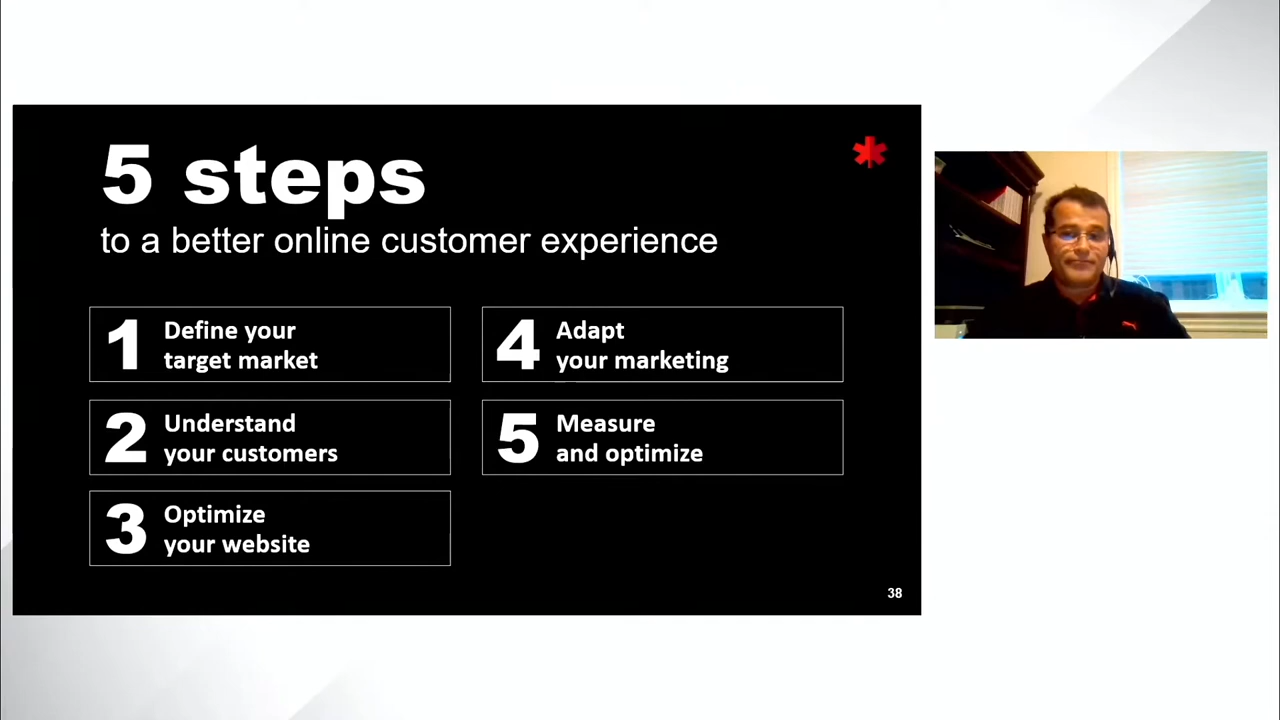 5 steps
to a better online customer experience
1
Define your
target market
2
Understand
your customers
3
Optimize
your website
4
Adapt
your marketing
5
Measure
and optimize
38